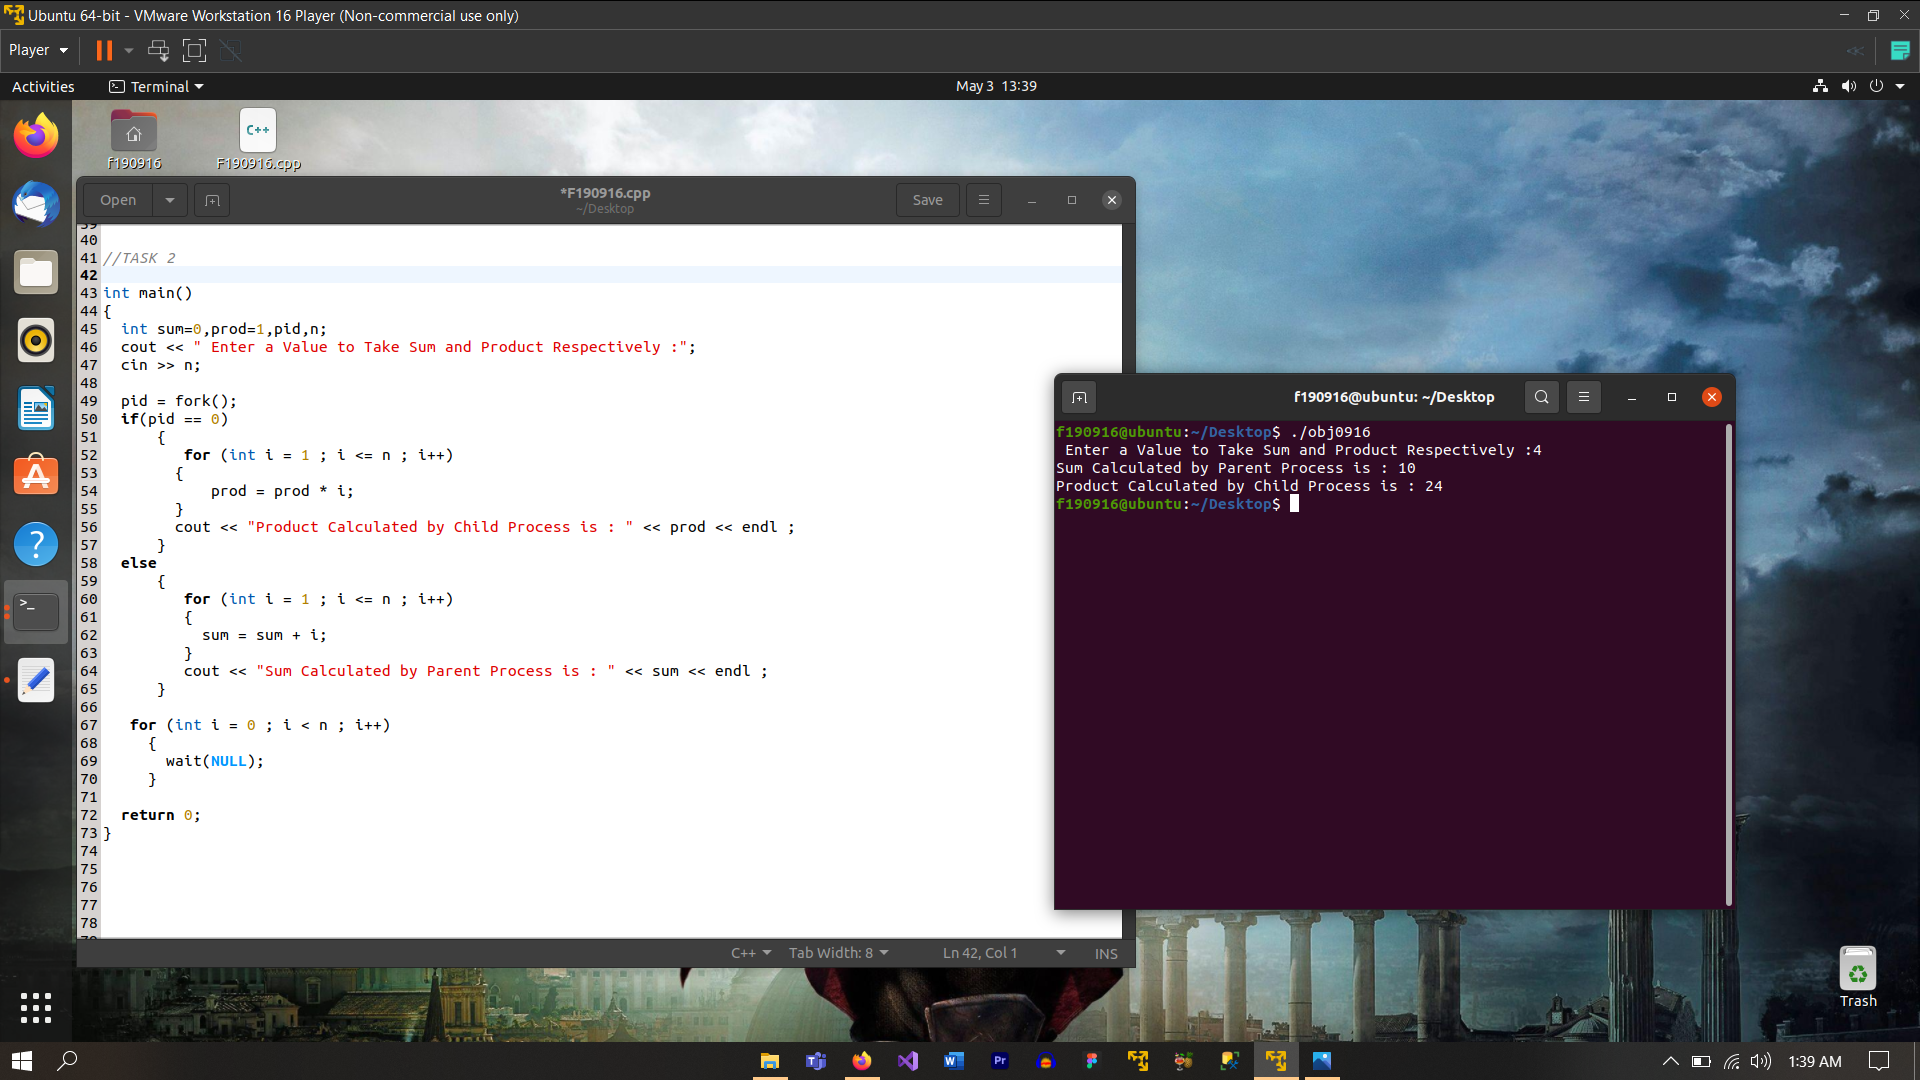 Ubuntu 64-bit - VMware Workstation 16 Player (Non-commercial use only)
Player
Activities
Terminal
May 3 13:39
f190916
C++
F190916.cpp
Open
*F190916.cpp
~/Desktop
Save
39
40
41 //TASK 2
42
43 int main()
44 {
45 int sum=0,prod=1,pid,n;
46 cout << " Enter a Value to Take Sum and Product Respectively :";
47 cin >> n;
48
49 pid = fork();
50 if(pid == 0)
51 {
52 for (int i = 1 ; i <= n ; i++)
53 {
54 prod = prod * i;
55 }
56 cout << "Product Calculated by Child Process is : " << prod << endl ;
57 }
58 else
59 {
60 for (int i = 1 ; i <= n ; i++)
61 {
62 sum = sum + i;
63 }
64 cout << "Sum Calculated by Parent Process is : " << sum << endl ;
65 }
66
67 for (int i = 0 ; i < n ; i++)
68 {
69 wait(NULL);
70 }
71
72 return 0;
73 }
74
75
76
77
78
C++
Tab Width: 8
Ln 42, Col 1
INS
f190916@ubuntu: ~/Desktop
f190916@ubuntu:~/Desktop$ ./obj0916
Enter a Value to Take Sum and Product Respectively :4
Sum Calculated by Parent Process is : 10
Product Calculated by Child Process is : 24
f190916@ubuntu:~/Desktop$
Trash
W
Pr
1:39 AM